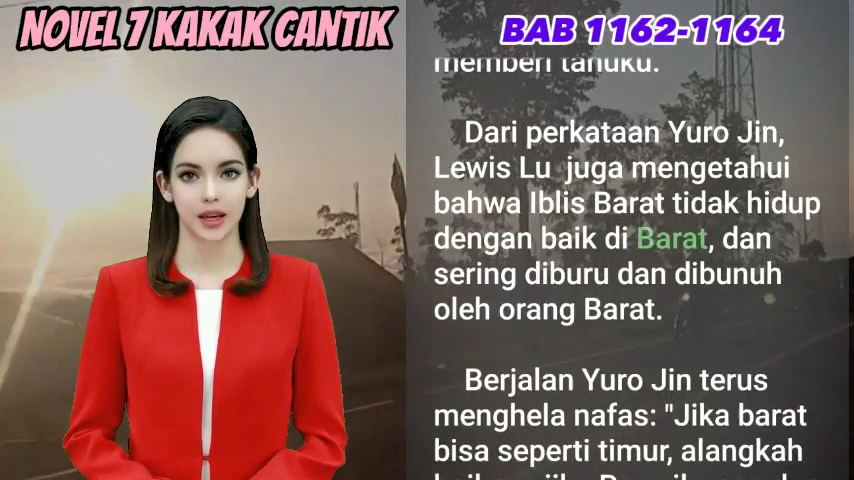 NOVEL 7 KAKAK CANTIK
BAB 1162-1164
memberi tahuku.
Dari perkataan Yuro Jin,
Lewis Lu juga mengetahui
bahwa Iblis Barat tidak hidup
dengan baik di Barat, dan
sering diburu dan dibunuh
oleh orang Barat.
Berjalan Yuro Jin terus
menghela nafas: "Jika barat
bisa seperti timur, alangkah